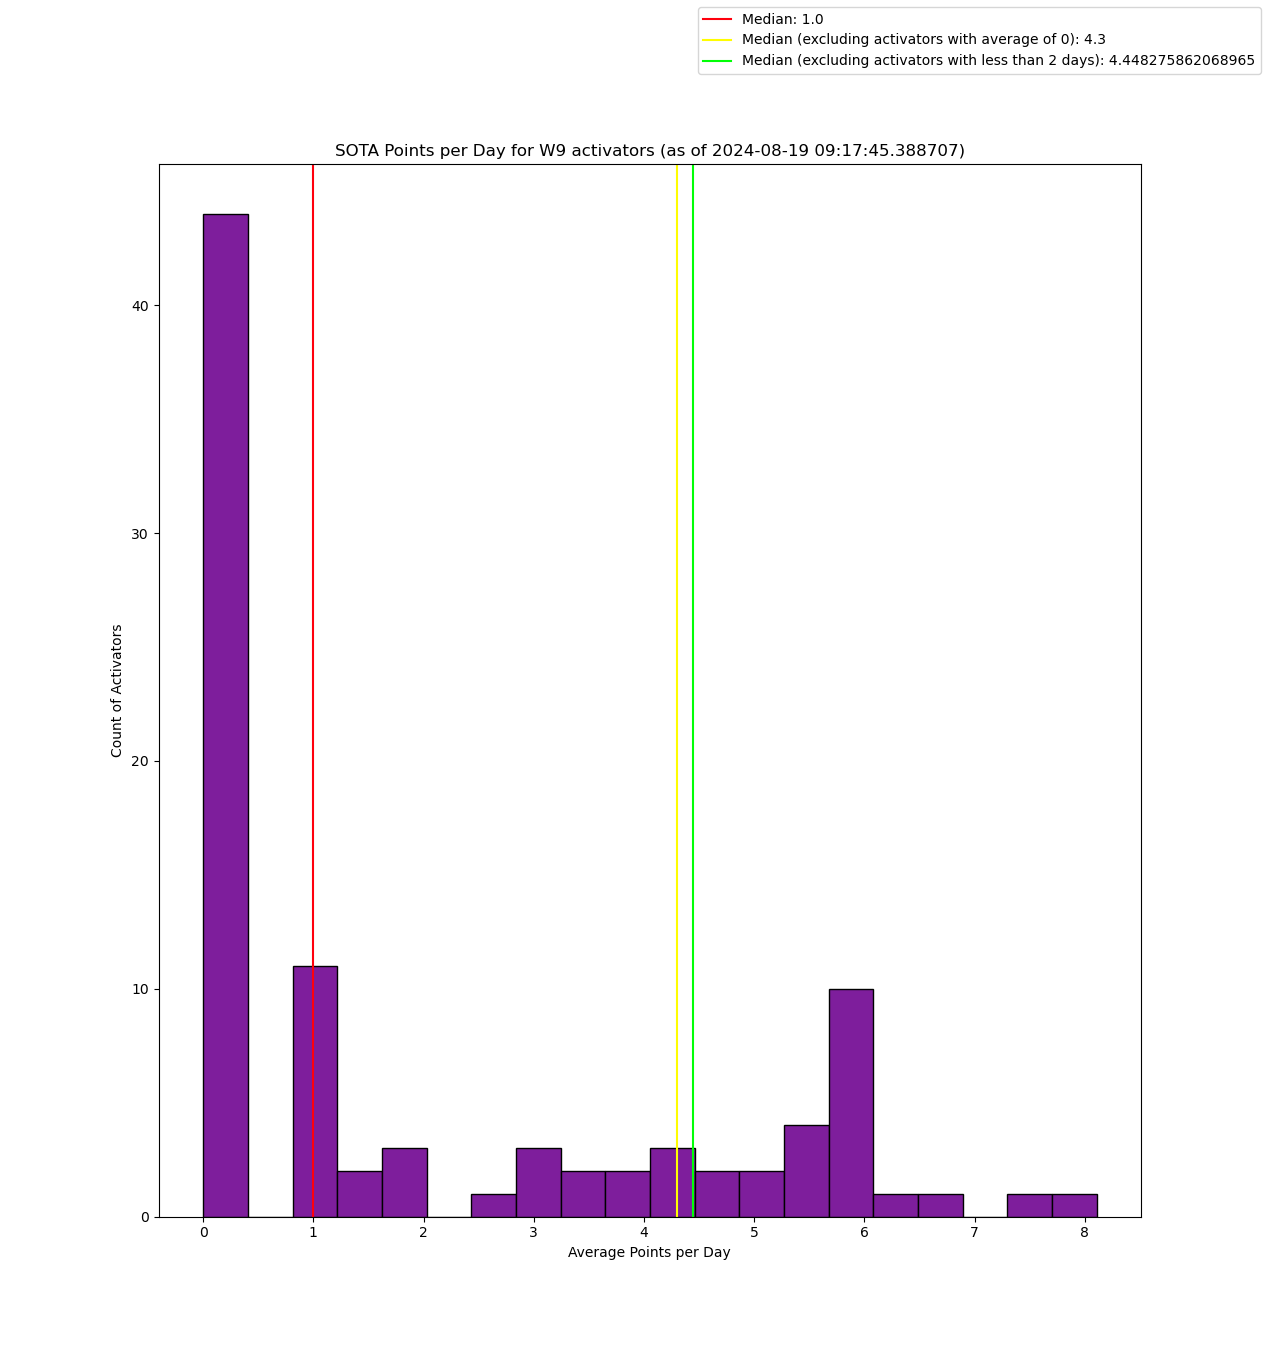 Median: 1.0
Median (excluding activators with average of 0): 4.3
Median (excluding activators with less than 2 days): 4.448275862068965
SOTA Points per Day for W9 activators (as of 2024-08-19 09:17:45.388707)
40
30
20
10
0
Count of Activators
0 1 2 3 4 5 6 7 8
Average Points per Day